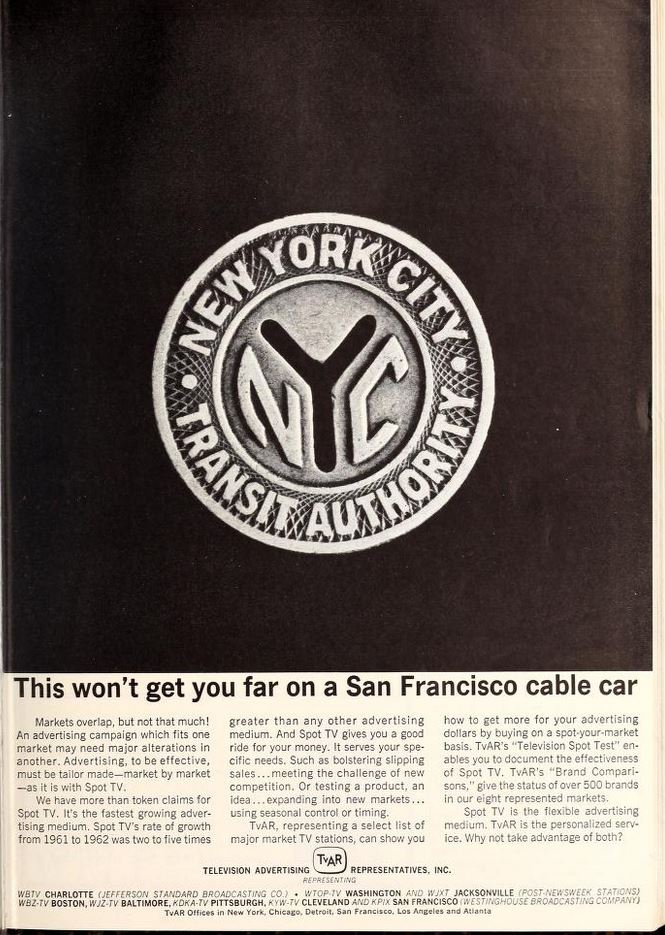 NEW YORK CITY
NYC
TRANSIT AUTHORITY
This won't get you far on a San Francisco cable car
Markets overlap, but not that much!
An advertising campaign which fits one
market may need major alterations in
another. Advertising, to be effective,
must be tailor made—market by market
—as it is with Spot TV.
We have more than token claims for
Spot TV. It's the fastest growing adver-
tising medium. Spot TV's rate of growth
from 1961 to 1962 was two to five times
greater than any other advertising
medium. And Spot TV gives you a good
ride for your money. It serves your spe-
cific needs. Such as bolstering slipping
sales...meeting the challenge of new
competition. Or testing a product, an
idea...expanding into new markets...
using seasonal control or timing.
TvAR, representing a select list of
major market TV stations, can show you
how to get more for your advertising
dollars by buying on a spot-your-market
basis. TvAR's "Television Spot Test" en-
ables you to document the effectiveness
of Spot TV. TvAR's "Brand Compari-
sons," give the status of over 500 brands
in our eight represented markets.
Spot TV is the flexible advertising
medium. TvAR is the personalized serv-
ice. Why not take advantage of both?
TELEVISION ADVERTISING TvAR REPRESENTATIVES, INC.
REPRESENTING
WBTV CHARLOTTE (JEFFERSON STANDARD BROADCASTING CO.) • WTOP-TV WASHINGTON AND WJXT JACKSONVILLE (POST-NEWSWEEK STATIONS)
WBZ-TV BOSTON, WJZ-TV BALTIMORE, KDKA-TV PITTSBURGH, KYW-TV CLEVELAND AND KPIX SAN FRANCISCO (WESTINGHOUSE BROADCASTING COMPANY)
TvAR Offices in New York, Chicago, Detroit, San Francisco, Los Angeles and Atlanta